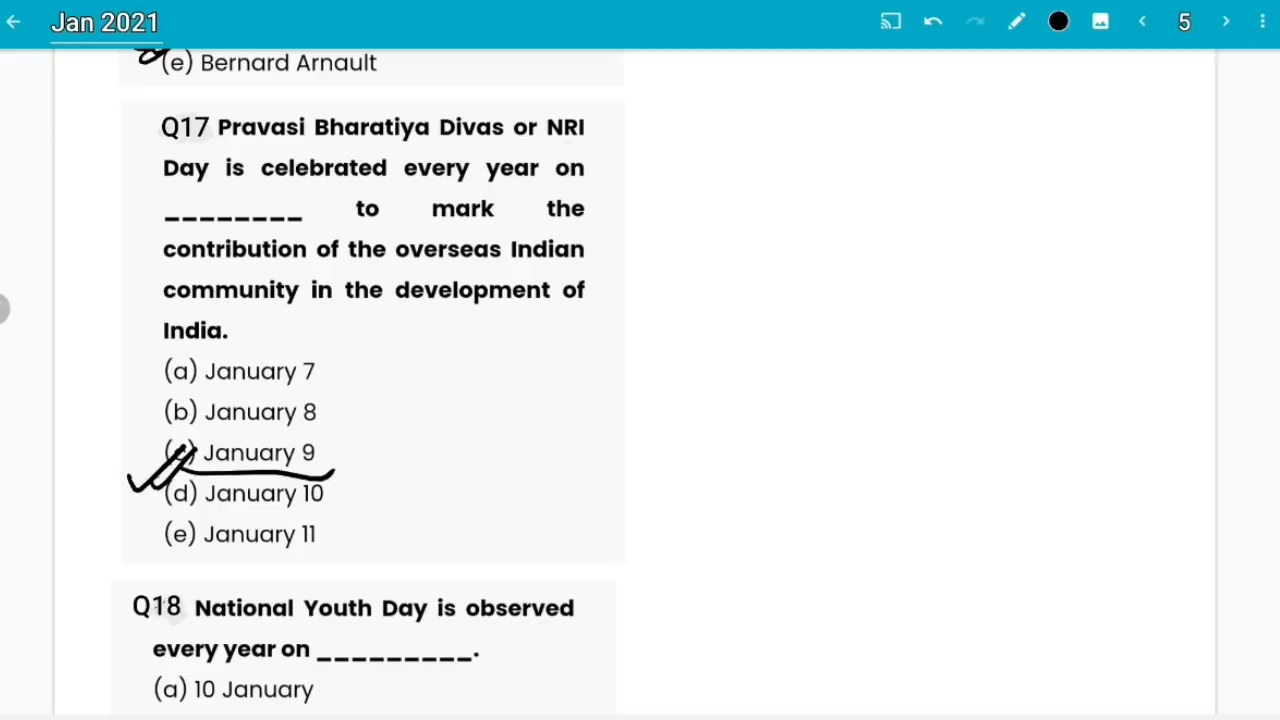 Jan 2021
5
(e) Bernard Arnault
Q17 Pravasi Bharatiya Divas or NRI
Day is celebrated every year on
________ to mark the
contribution of the overseas Indian
community in the development of
India.
(a) January 7
(b) January 8
(c) January 9
(d) January 10
(e) January 11
Q18 National Youth Day is observed
every year on _________.
(a) 10 January